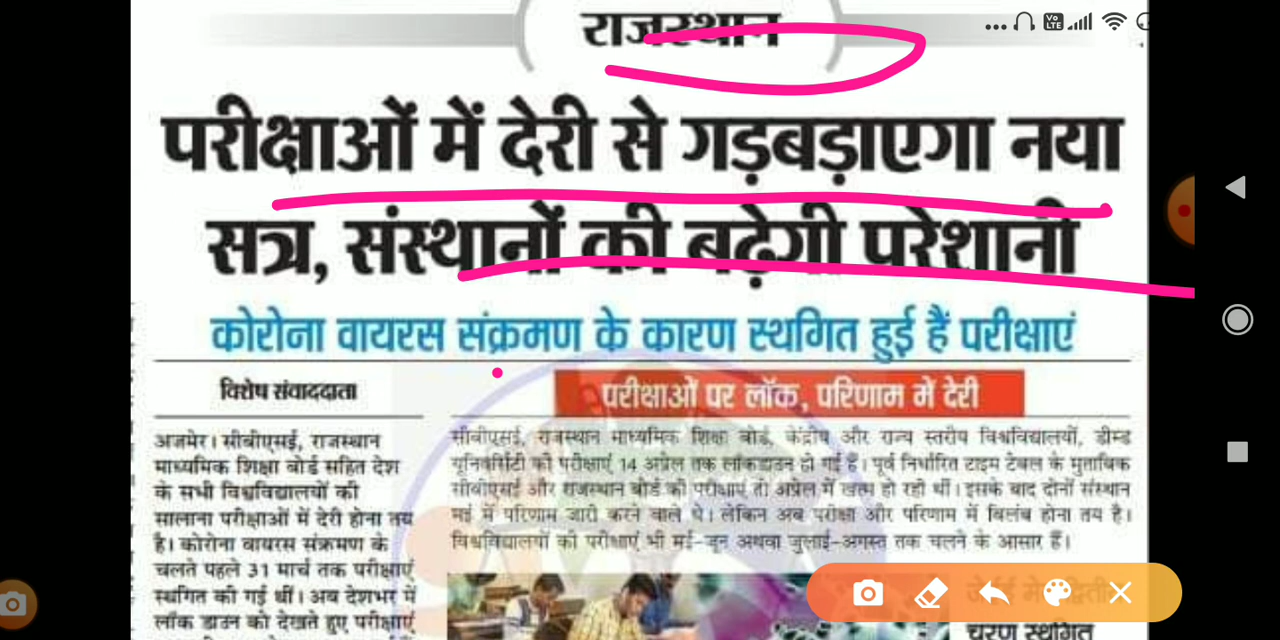 राजस्थान
परीक्षाओं में देरी से गड़बड़ाएगा नया
सत्र, संस्थानों की बढ़ेगी परेशानी
कोरोना वायरस संक्रमण के कारण स्थगित हुई हैं परीक्षाएं
विशेष संवाददाता
अजमेर। सीबीएसई, राजस्थान
माध्यमिक शिक्षा बोर्ड सहित देश
के सभी विश्वविद्यालयों की
सालाना परीक्षाओं में देरी होना तय
है। कोरोना वायरस संक्रमण के
चलते पहले 31 मार्च तक परीक्षाएं
स्थगित की गई थीं। अब देशभर में
लॉक डाउन को देखते हुए परीक्षाएं
परीक्षाओं पर लॉक, परिणाम में देरी
सीबीएसई, राजस्थान माध्यमिक शिक्षा बोर्ड, केंद्रीय और राज्य स्तरीय विश्वविद्यालयों, डीम्ड
यूनिवर्सिटी की परीक्षाएं 14 अप्रेल तक लॉकडाउन हो गई हैं। पूर्व निर्धारित टाइम टेबल के मुताबिक
सीबीएसई और राजस्थान बोर्ड की परीक्षाएं तो अप्रेल में खत्म हो रही थीं। इसके बाद दोनों संस्थान
मई में परिणाम जारी करने वाले थे। लेकिन अब परीक्षा और परिणाम में विलंब होना तय है।
विश्वविद्यालयों की परीक्षाएं भी मई-जून अथवा जुलाई-अगस्त तक चलने के आसार हैं।
चरण स्थगित